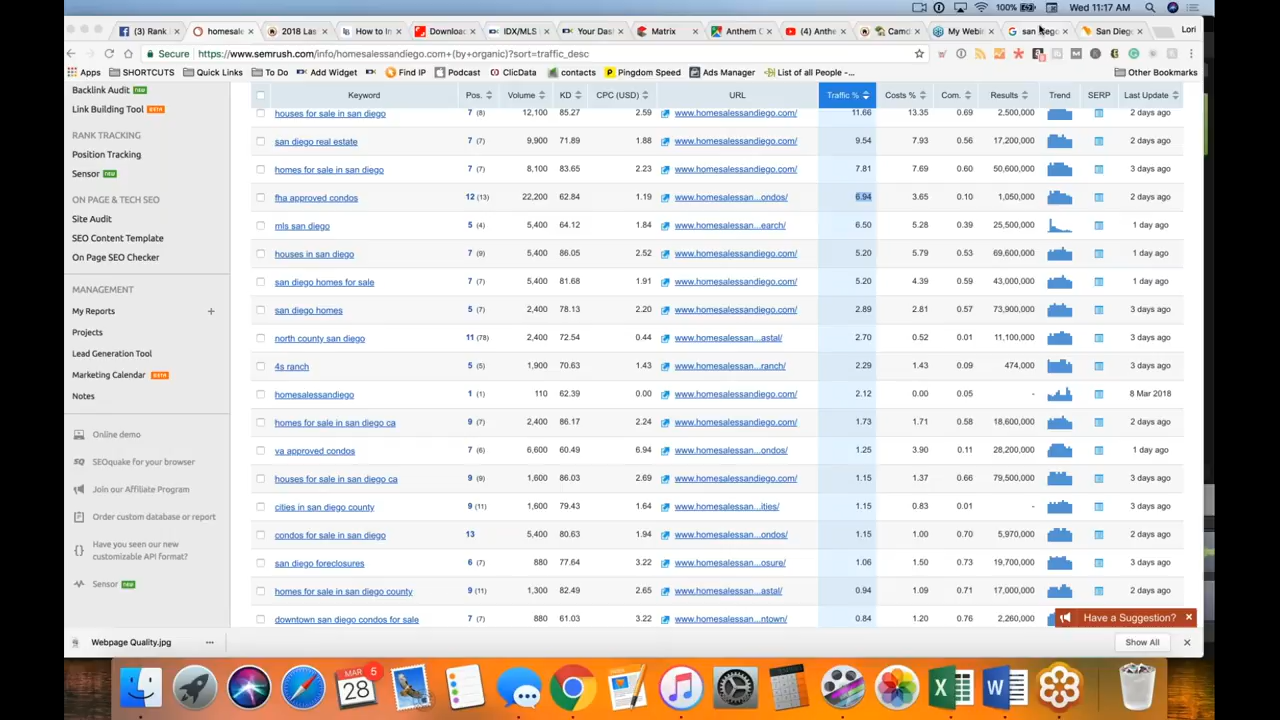 100% Wed 11:17 AM
(3) Rank homesale 2018 Las How to In Downloa IDX/MLS Your Dash Matrix Anthem C (4) Anthe Camd My Webi san diego San Dieg Lori
Secure https://www.semrush.com/info/homesalessandiego.com+(by+organic)?sort=traffic_desc
Apps SHORTCUTS Quick Links To Do Add Widget Find IP Podcast ClicData contacts Pingdom Speed Ads Manager List of all People -... Other Bookmarks
Backlink Audit new
Link Building Tool BETA
RANK TRACKING
Position Tracking
Sensor new
ON PAGE & TECH SEO
Site Audit
SEO Content Template
On Page SEO Checker
MANAGEMENT
My Reports +
Projects
Lead Generation Tool
Marketing Calendar BETA
Notes
Online demo
SEOquake for your browser
Join our Affiliate Program
Order custom database or report
Have you seen our new
customizable API format?
Sensor new
Keyword Pos. Volume KD CPC (USD) URL Traffic % Costs % Com. Results Trend SERP Last Update
houses for sale in san diego 7 (8) 12,100 85.27 2.59 www.homesalessandiego.com/ 11.66 13.35 0.69 2,500,000 2 days ago
san diego real estate 7 (7) 9,900 71.89 1.88 www.homesalessandiego.com/ 9.54 7.93 0.56 17,200,000 2 days ago
homes for sale in san diego 7 (7) 8,100 83.65 2.23 www.homesalessandiego.com/ 7.81 7.69 0.60 50,600,000 3 days ago
fha approved condos 12 (13) 22,200 62.84 1.19 www.homesalessan...ondos/ 6.94 3.65 0.10 1,050,000 2 days ago
mls san diego 5 (4) 5,400 64.12 1.84 www.homesalessan...earch/ 6.50 5.28 0.39 25,500,000 1 day ago
houses in san diego 7 (9) 5,400 86.05 2.52 www.homesalessandiego.com/ 5.20 5.79 0.53 69,600,000 3 days ago
san diego homes for sale 7 (7) 5,400 81.68 1.91 www.homesalessandiego.com/ 5.20 4.39 0.59 43,000,000 1 day ago
san diego homes 5 (7) 2,400 78.13 2.20 www.homesalessandiego.com/ 2.89 2.81 0.57 73,900,000 3 days ago
north county san diego 11 (78) 2,400 72.54 0.44 www.homesalessan...astal/ 2.70 0.52 0.01 11,100,000 3 days ago
4s ranch 5 (5) 1,900 70.63 1.43 www.homesalessan...ranch/ 2.29 1.43 0.09 474,000 3 days ago
homesalessandiego 1 (1) 110 62.39 0.00 www.homesalessandiego.com/ 2.12 0.00 0.05 - 8 Mar 2018
homes for sale in san diego ca 9 (7) 2,400 86.17 2.24 www.homesalessandiego.com/ 1.73 1.71 0.58 18,600,000 2 days ago
va approved condos 7 (6) 6,600 60.49 6.94 www.homesalessan...ondos/ 1.25 3.90 0.11 28,200,000 1 day ago
houses for sale in san diego ca 9 (9) 1,600 86.03 2.69 www.homesalessandiego.com/ 1.15 1.37 0.66 79,500,000 3 days ago
cities in san diego county 9 (11) 1,600 79.43 1.64 www.homesalessan...ities/ 1.15 0.83 0.01 - 3 days ago
condos for sale in san diego 13 5,400 80.63 1.94 www.homesalessan...ondos/ 1.15 1.00 0.70 5,970,000 2 days ago
san diego foreclosures 6 (7) 880 77.64 3.22 www.homesalessan...osure/ 1.06 1.50 0.73 19,700,000 3 days ago
homes for sale in san diego county 9 (11) 1,300 82.49 2.65 www.homesalessan...astal/ 0.94 1.09 0.71 17,000,000 3 days ago
downtown san diego condos for sale 7 (7) 880 61.03 3.22 www.homesalessan...ntown/ 0.84 1.20 0.76 2,260,000
Have a Suggestion? ×
Webpage Quality.jpg ... Show All ×
MAR 5
28